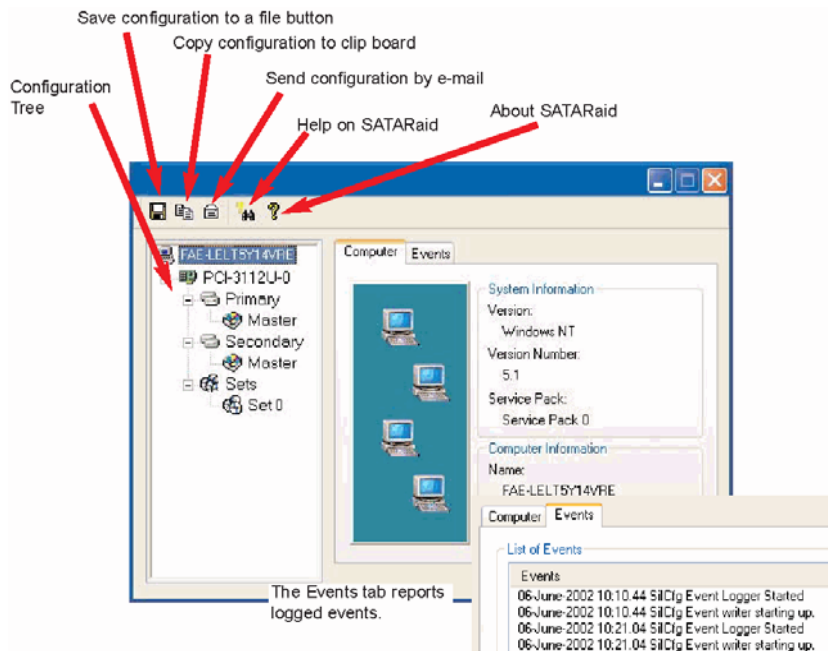 Save configuration to a file button
Copy configuration to clip board
Send configuration by e-mail
Configuration
Tree
Help on SATARaid
About SATARaid
FAE-LELT5Y14VRE
PCI-3112U-0
Primary
Master
Secondary
Master
Sets
Set 0
Computer
Events
System Information
Version:
Windows NT
Version Number:
5.1
Service Pack:
Service Pack 0
Computer Information
Name:
FAE-LELT5Y14VRE
The Events tab reports
logged events.
Computer
Events
List of Events
Events
06-June-2002 10:10.44 SilCfg Event Logger Started
06-June-2002 10:10.44 SilCfg Event writer starting up.
06-June-2002 10:21.04 SilCfg Event Logger Started
06-June-2002 10:21.04 SilCfg Event writer starting up.